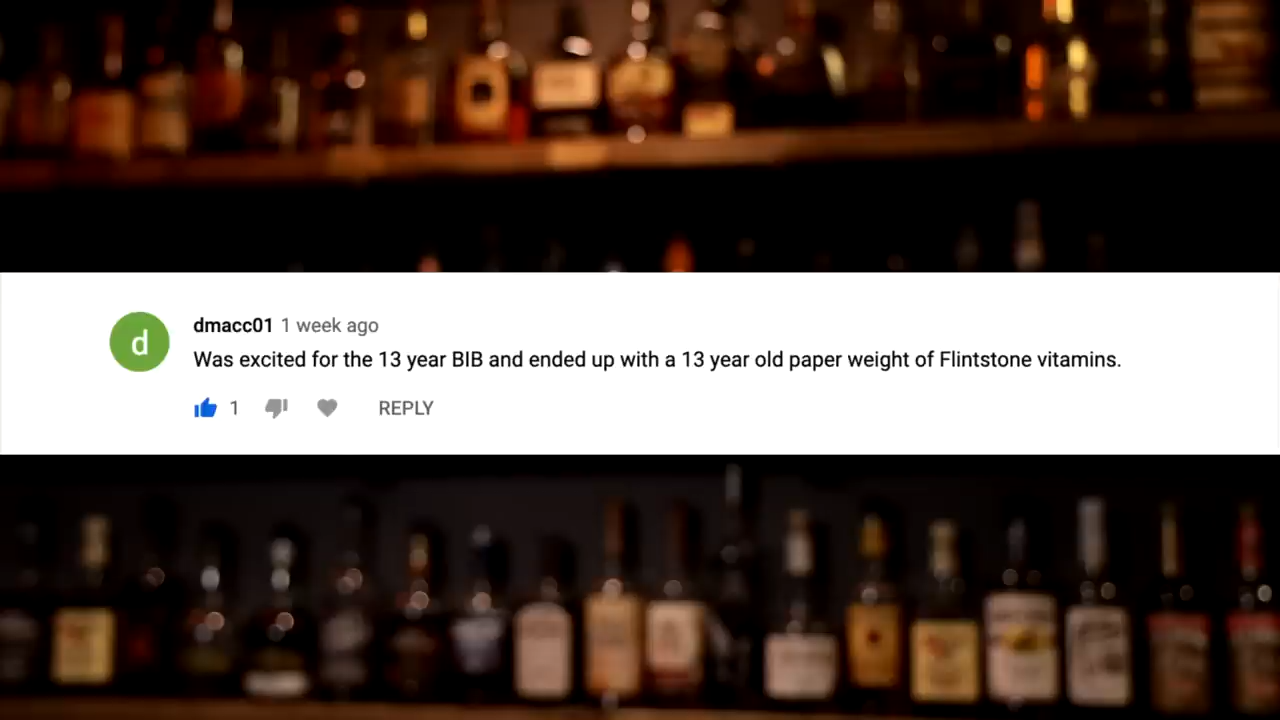 d
dmacc01 1 week ago
Was excited for the 13 year BIB and ended up with a 13 year old paper weight of Flintstone vitamins.
1 REPLY